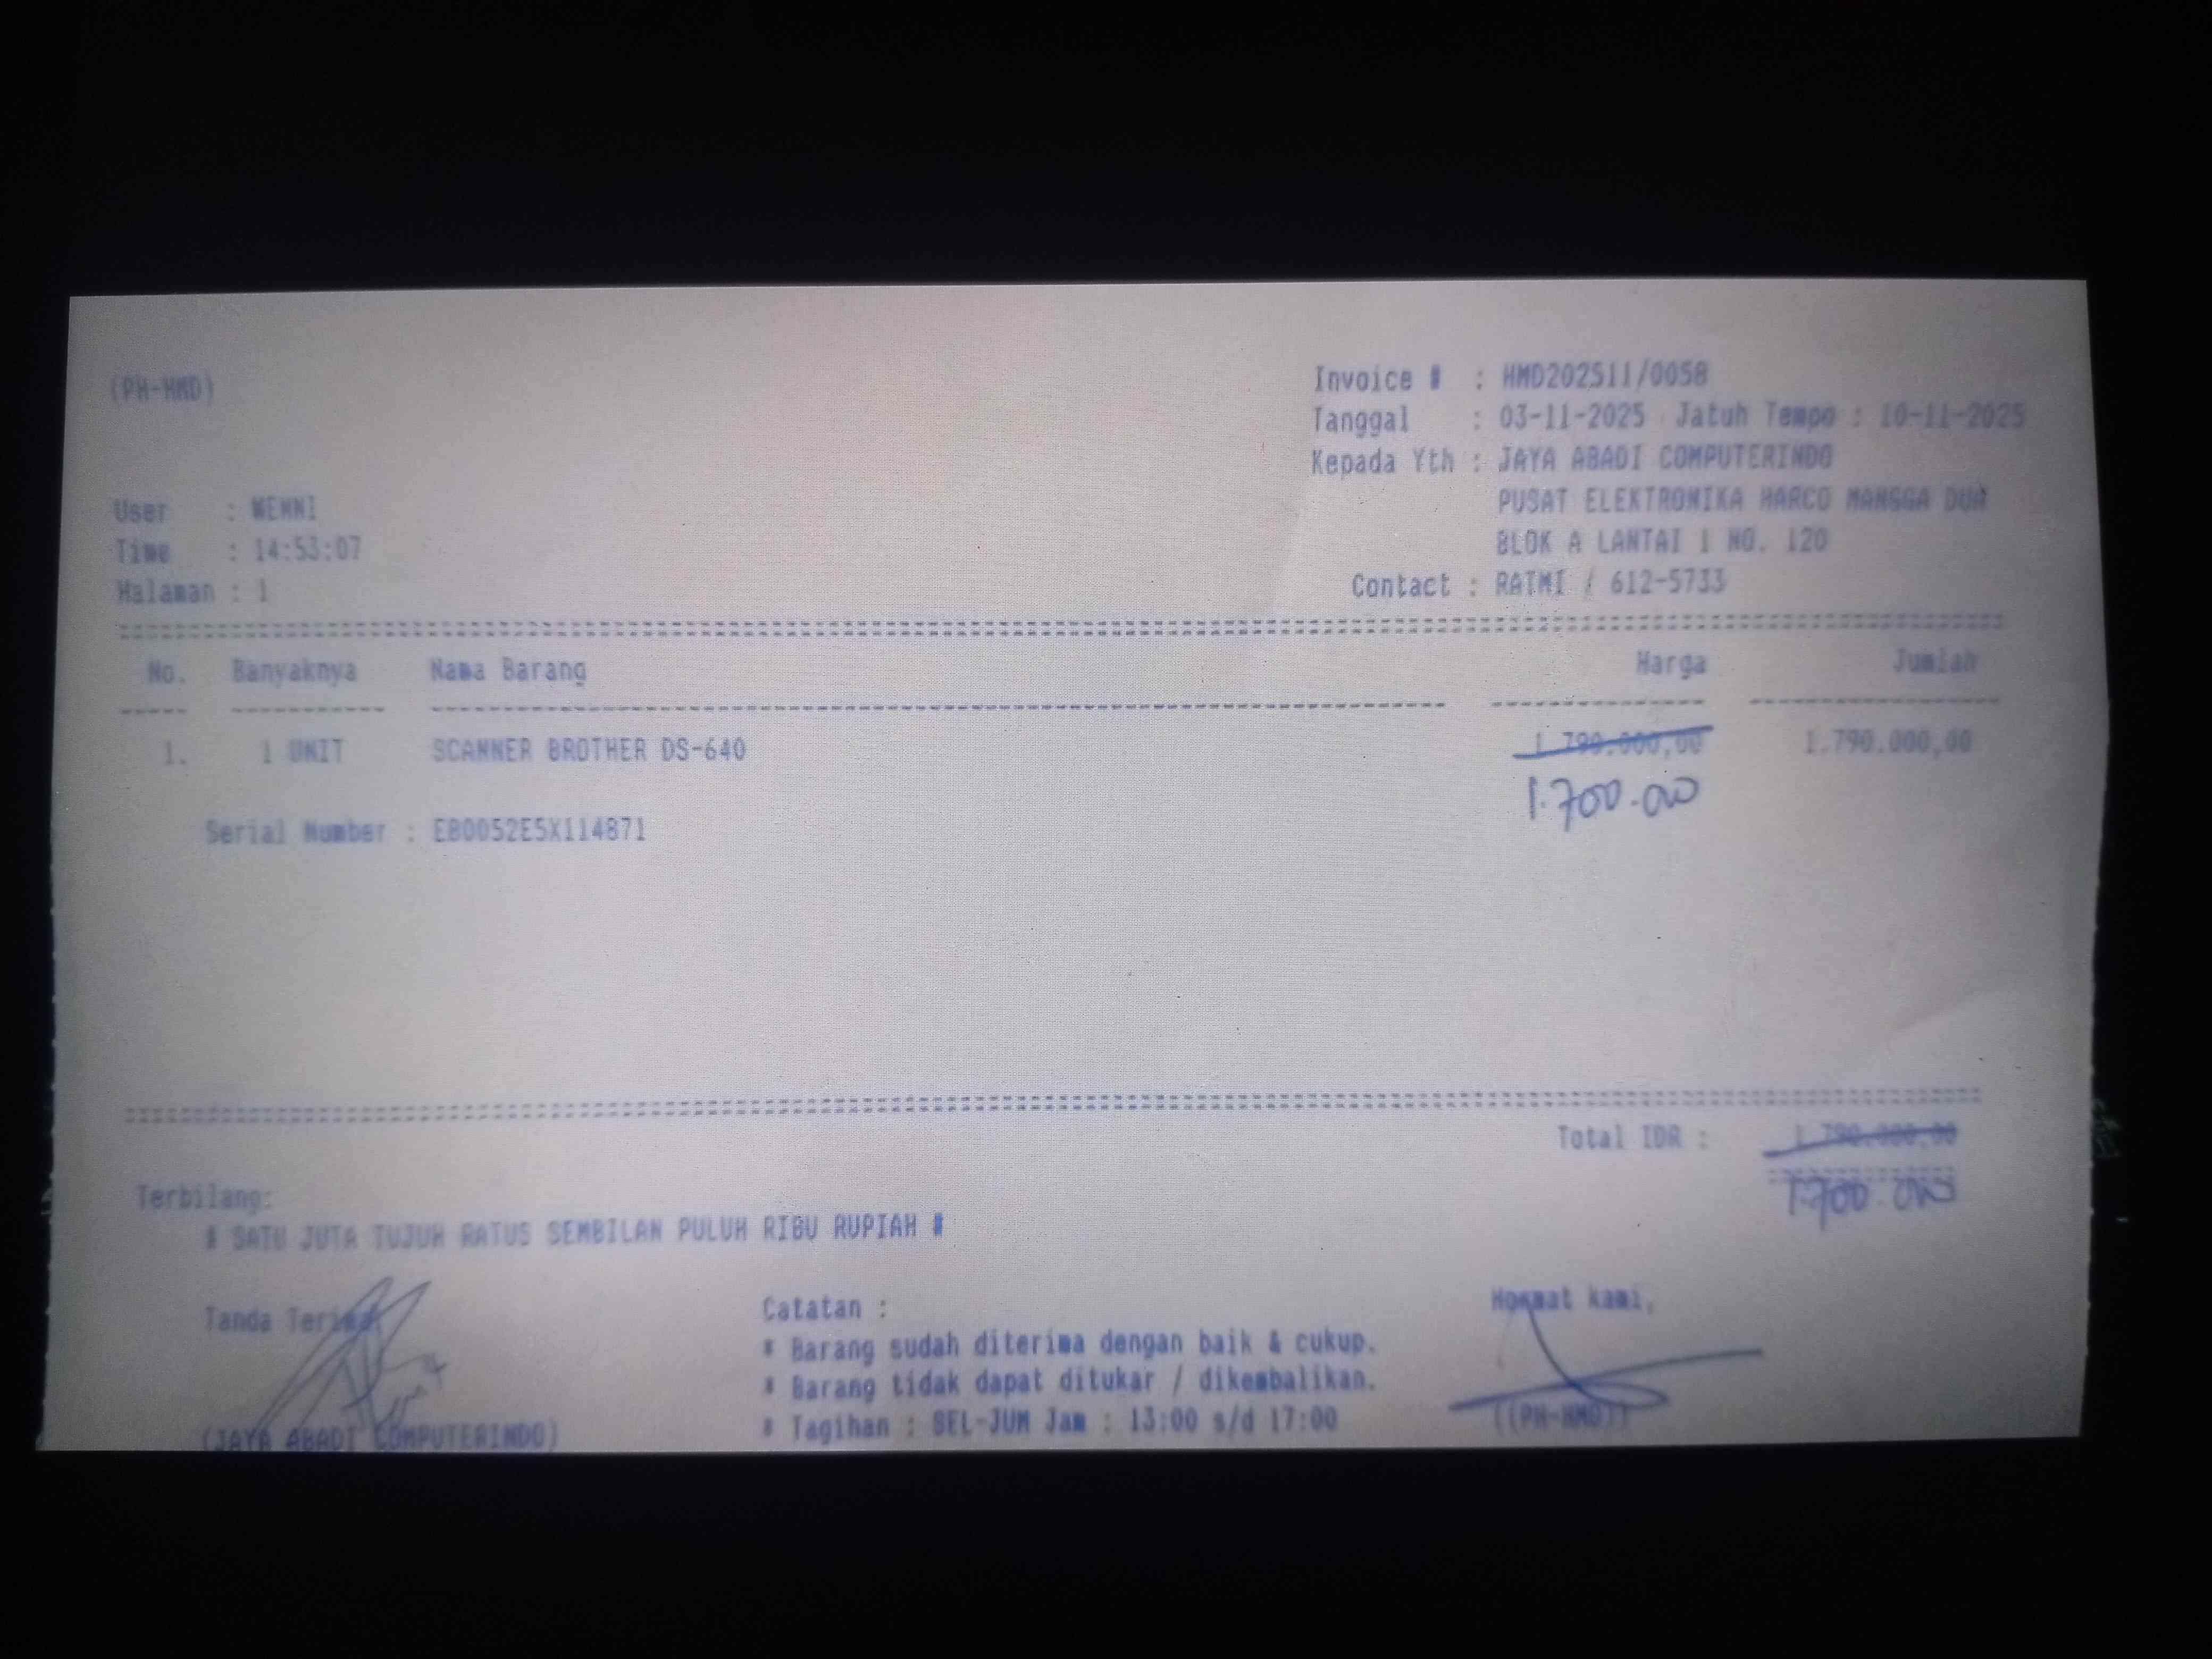 (PH-HMD)
Invoice # : HMD202511/0058
Tanggal : 03-11-2025 Jatuh Tempo : 10-11-2025
Kepada Yth : JAYA ABADI COMPUTERINDO
PUSAT ELEKTRONIKA HARCO MANGGA DUA
BLOK A LANTAI 1 NO. 120
Contact : RATMI / 612-5733
User : WENNI
Time : 14:53:07
Halaman : 1
No. Banyaknya Nama Barang Harga Jumlah
1. 1 UNIT SCANNER BROTHER DS-640 1.790.000,00 1.790.000,00
1.700.000
Serial Number : E80052E5X114871
Total IDR : 1.790.000,00
1.700.000
Terbilang:
# SATU JUTA TUJUH RATUS SEMBILAN PULUH RIBU RUPIAH #
Tanda Terima,
(JAYA ABADI COMPUTERINDO)
Catatan :
* Barang sudah diterima dengan baik & cukup.
* Barang tidak dapat ditukar / dikembalikan.
* Tagihan : SEL-JUM Jam : 13:00 s/d 17:00
Hormat kami,
((PH-HMD))